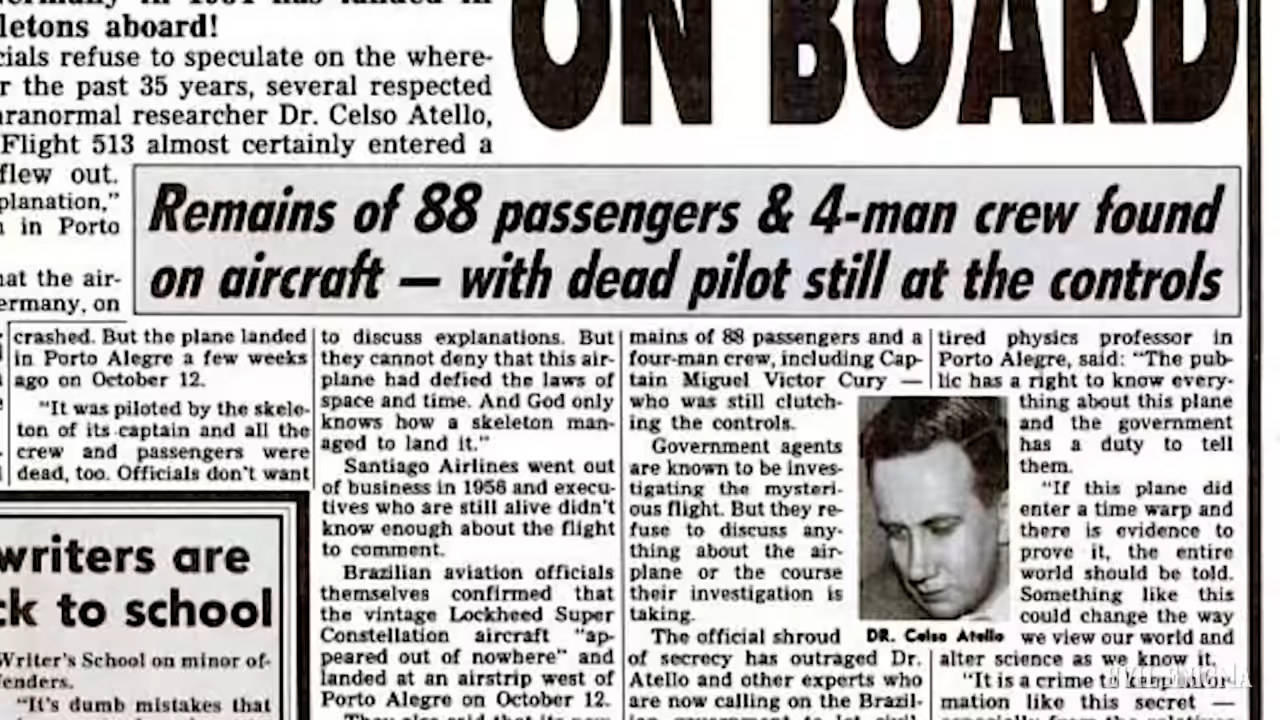 ON BOARD
letons aboard!
cials refuse to speculate on the where-
r the past 35 years, several respected
ranormal researcher Dr. Celso Atello,
Flight 513 almost certainly entered a
flew out.
planation,"
in Porto
hat the air-
ermany, on
Remains of 88 passengers & 4-man crew found
on aircraft — with dead pilot still at the controls
crashed. But the plane landed
in Porto Alegre a few weeks
ago on October 12.
"It was piloted by the skele-
ton of its captain and all the
crew and passengers were
dead, too. Officials don't want
writers are
ck to school
Writer's School on minor of-
fenders.
"It's dumb mistakes that
to discuss explanations. But
they cannot deny that this air-
plane had defied the laws of
space and time. And God only
knows how a skeleton man-
aged to land it."
Santiago Airlines went out
of business in 1956 and execu-
tives who are still alive didn't
know enough about the flight
to comment.
Brazilian aviation officials
themselves confirmed that
the vintage Lockheed Super
Constellation aircraft "ap-
peared out of nowhere" and
landed at an airstrip west of
Porto Alegre on October 12.
mains of 88 passengers and a
four-man crew, including Cap-
tain Miguel Victor Cury —
who was still clutch-
ing the controls.
Government agents
are known to be inves-
tigating the mysteri-
ous flight. But they re-
fuse to discuss any-
thing about the air-
plane or the course
their investigation is
taking.
The official shroud
of secrecy has outraged Dr.
Atello and other experts who
are now calling on the Brazil-
DR. Celso Atello
tired physics professor in
Porto Alegre, said: "The pub-
lic has a right to know every-
thing about this plane
and the government
has a duty to tell
them.
"If this plane did
enter a time warp and
there is evidence to
prove it, the entire
world should be told.
Something like this
could change the way
we view our world and
alter science as we know it.
"It is a crime to keep infor-
mation like this secret —